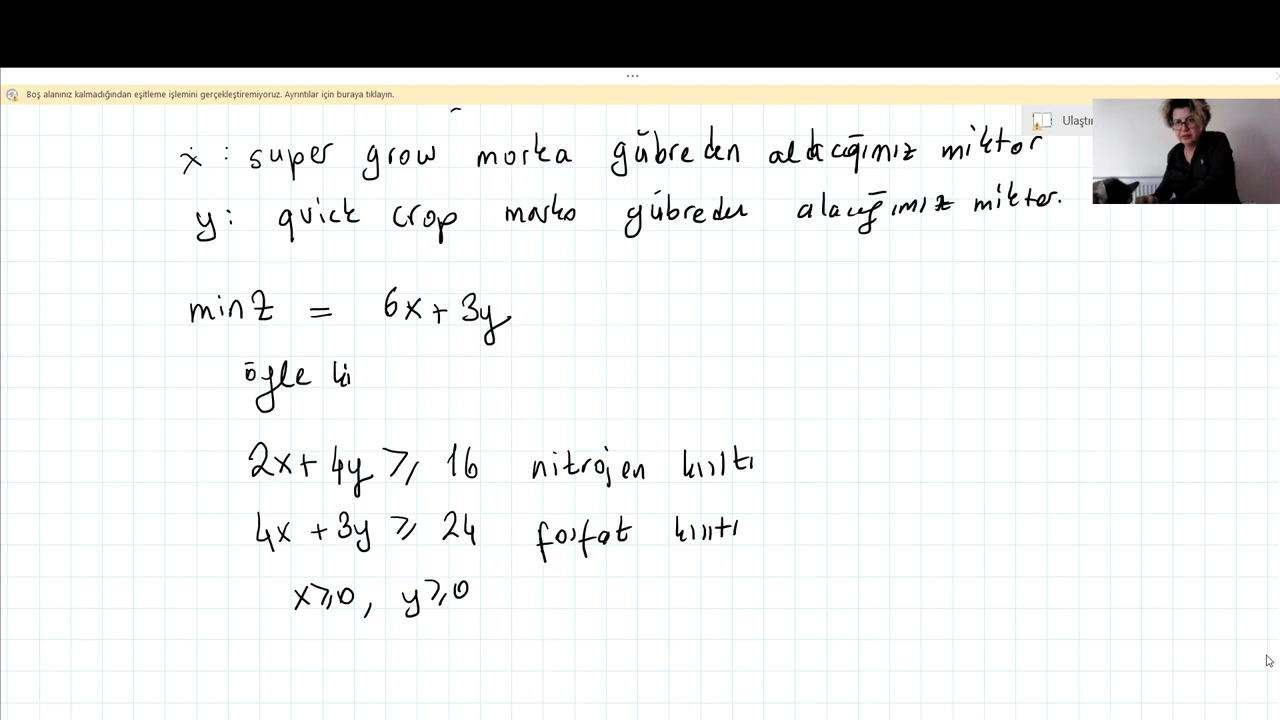 Boş alanınız kalmadığından eşitleme işlemini gerçekleştiremiyoruz. Ayrıntılar için buraya tıklayın.
Ulaştır
x : super grow marka gübreden alacağımız miktar
y : quick crop marka gübreden alacağımız miktar.
min Z = 6x + 3y
öyle ki
2x + 4y ≥ 16 nitrojen kısıtı
4x + 3y ≥ 24 fosfat kısıtı
x ≥ 0, y ≥ 0